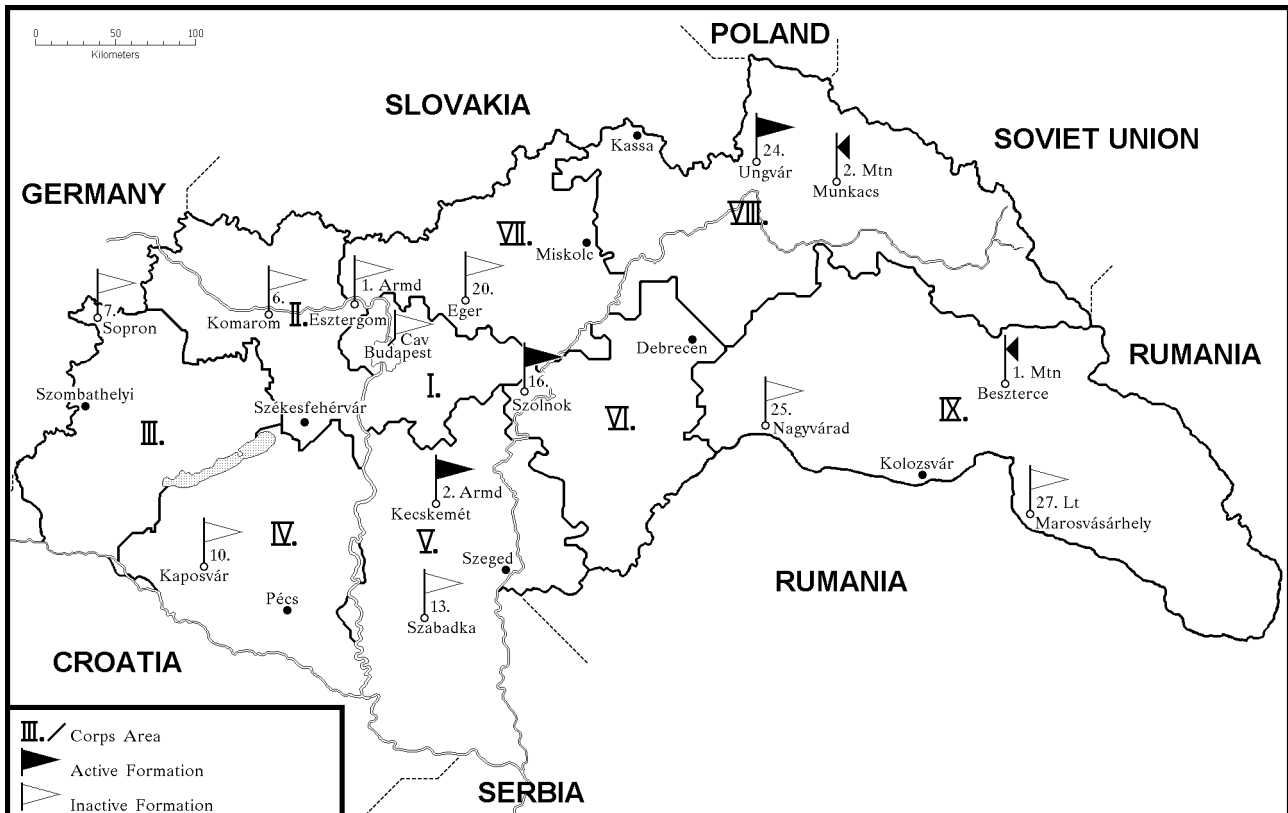 POLAND
0 50 100
Kilometers
SLOVAKIA
SOVIET UNION
Kassa
24.
Ungvár
2. Mtn
Munkacs
GERMANY
VII.
VIII.
Miskolc
1. Armd
Esztergom
20.
Eger
6.
Komarom
II.
7.
Sopron
Cav
Budapest
Debrecen
RUMANIA
1. Mtn
Beszterce
16.
Szolnok
I.
Szombathelyi
Székesfehérvár
III.
VI.
25.
Nagyvárad
IX.
Kolozsvár
2. Armd
Kecskemét
27. Lt
Marosvásárhely
IV.
V.
10.
Kaposvár
Szeged
RUMANIA
Pécs
13.
Szabadka
CROATIA
III. / Corps Area
Active Formation
Inactive Formation
SERBIA